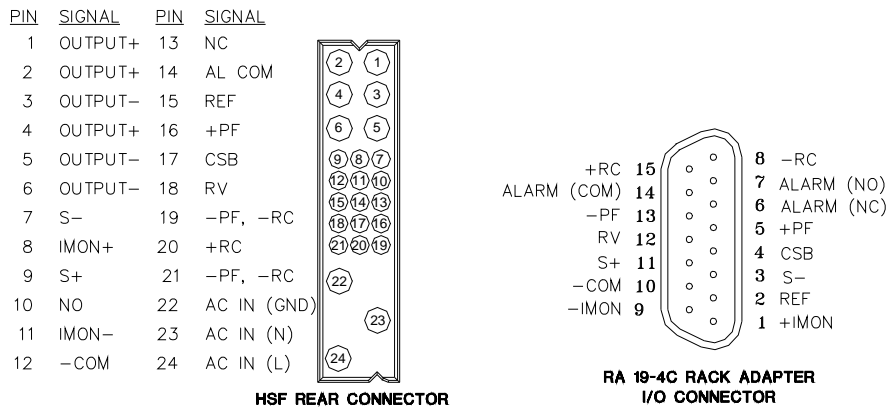 PIN SIGNAL PIN SIGNAL
1 OUTPUT+ 13 NC
2 OUTPUT+ 14 AL COM
3 OUTPUT− 15 REF
4 OUTPUT+ 16 +PF
5 OUTPUT− 17 CSB
6 OUTPUT− 18 RV
7 S− 19 −PF, −RC
8 IMON+ 20 +RC
9 S+ 21 −PF, −RC
10 NO 22 AC IN (GND)
11 IMON− 23 AC IN (N)
12 −COM 24 AC IN (L)
2 1
4 3
6 5
9 8 7
12 11 10
15 14 13
18 17 16
21 20 19
22
23
24
HSF REAR CONNECTOR
+RC 15
ALARM (COM) 14
−PF 13
RV 12
S+ 11
−COM 10
−IMON 9
8 −RC
7 ALARM (NO)
6 ALARM (NC)
5 +PF
4 CSB
3 S−
2 REF
1 +IMON
RA 19-4C RACK ADAPTER
I/O CONNECTOR